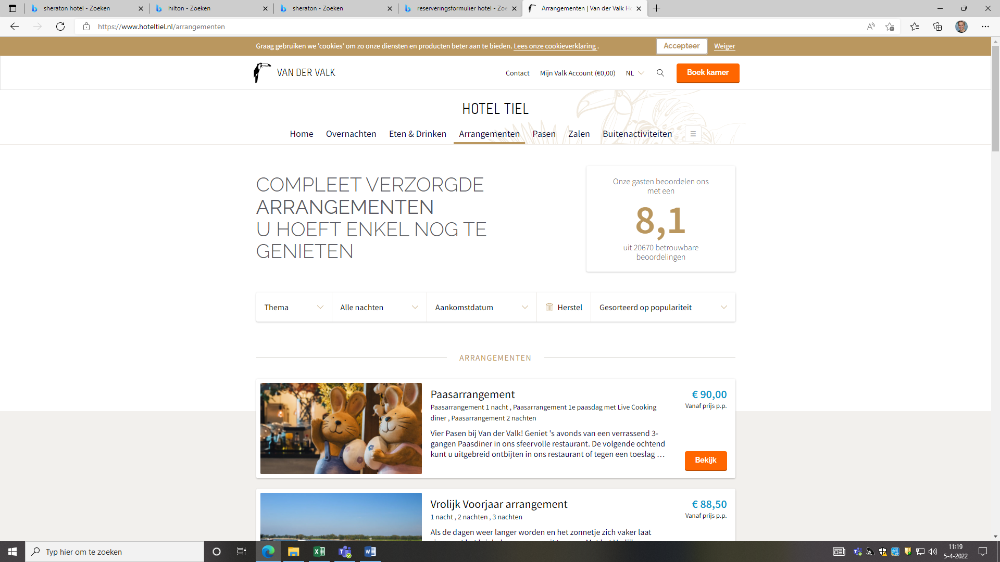 sheraton hotel - Zoeken
hilton - Zoeken
sheraton - Zoeken
reserveringsformulier hotel - Zoe
Arrangementen | Van der Valk Ho
https://www.hoteltiel.nl/arrangementen
Graag gebruiken we 'cookies' om zo onze diensten en producten beter aan te bieden. Lees onze cookieverklaring .
Accepteer
Weiger
VAN DER VALK
Contact
Mijn Valk Account (€0,00)
NL
Boek kamer
HOTEL TIEL
Home
Overnachten
Eten & Drinken
Arrangementen
Pasen
Zalen
Buitenactiviteiten
COMPLEET VERZORGDE
ARRANGEMENTEN
U HOEFT ENKEL NOG TE
GENIETEN
Onze gasten beoordelen ons
met een
8,1
uit 20670 betrouwbare
beoordelingen
Thema
Alle nachten
Aankomstdatum
Herstel
Gesorteerd op populariteit
ARRANGEMENTEN
Paasarrangement
€ 90,00
Vanaf prijs p.p.
Paasarrangement 1 nacht , Paasarrangement 1e paasdag met Live Cooking
diner , Paasarrangement 2 nachten
Vier Pasen bij Van der Valk! Geniet 's avonds van een verrassend 3-
gangen Paasdiner in ons sfeervolle restaurant. De volgende ochtend
kunt u uitgebreid ontbijten in ons restaurant of tegen een toeslag ...
Bekijk
Vrolijk Voorjaar arrangement
€ 88,50
Vanaf prijs p.p.
1 nacht , 2 nachten , 3 nachten
Als de dagen weer langer worden en het zonnetje zich vaker laat
Typ hier om te zoeken
11:19
5-4-2022